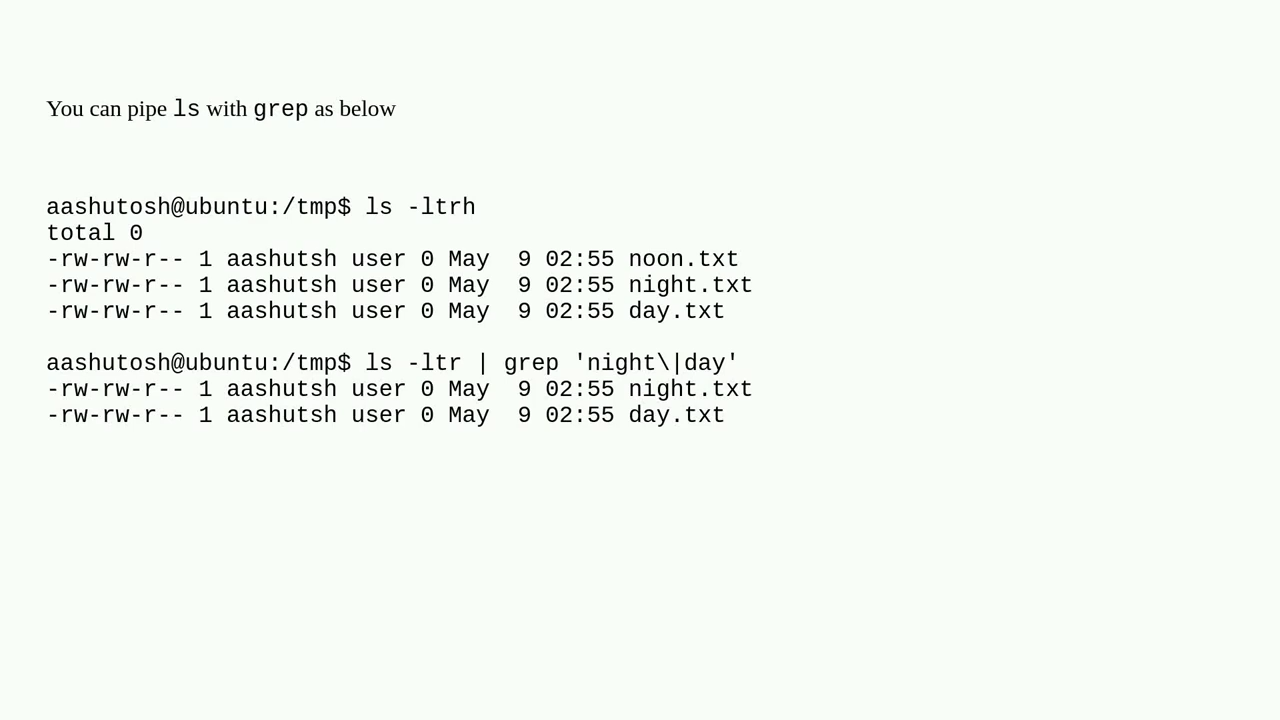 You can pipe ls with grep as below
aashutosh@ubuntu:/tmp$ ls -ltrh
total 0
-rw-rw-r-- 1 aashutsh user 0 May  9 02:55 noon.txt
-rw-rw-r-- 1 aashutsh user 0 May  9 02:55 night.txt
-rw-rw-r-- 1 aashutsh user 0 May  9 02:55 day.txt
aashutosh@ubuntu:/tmp$ ls -ltr | grep 'night\|day'
-rw-rw-r-- 1 aashutsh user 0 May  9 02:55 night.txt
-rw-rw-r-- 1 aashutsh user 0 May  9 02:55 day.txt